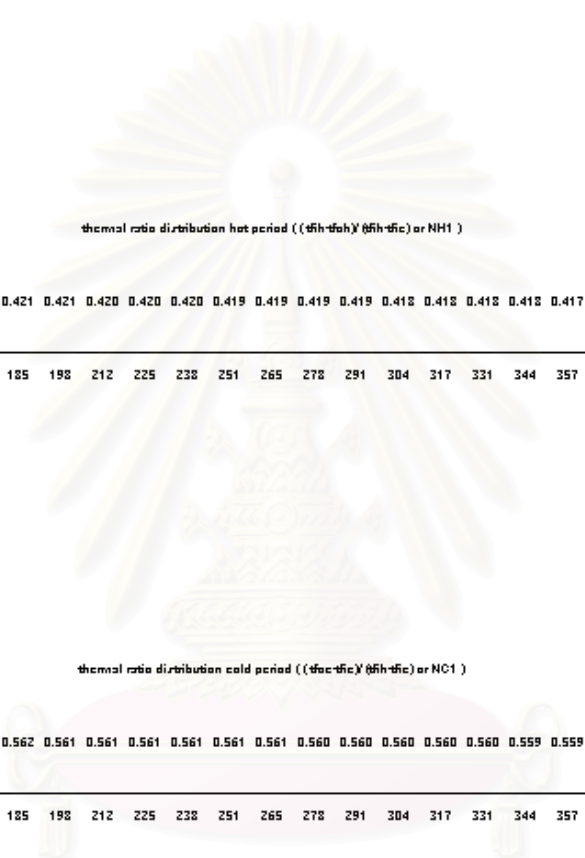 thermal ratio distribution hot period ( ( tfih-tfoh)/ (tfih-tfic) or NH1 )
0.421 0.421 0.420 0.420 0.420 0.419 0.419 0.419 0.419 0.418 0.418 0.418 0.418 0.417
185 198 212 225 238 251 265 278 291 304 317 331 344 357
thermal ratio distribution cold period ( ( tfoc-tfic)/ (tfih-tfic) or NC1 )
0.562 0.561 0.561 0.561 0.561 0.561 0.561 0.560 0.560 0.560 0.560 0.560 0.559 0.559
185 198 212 225 238 251 265 278 291 304 317 331 344 357